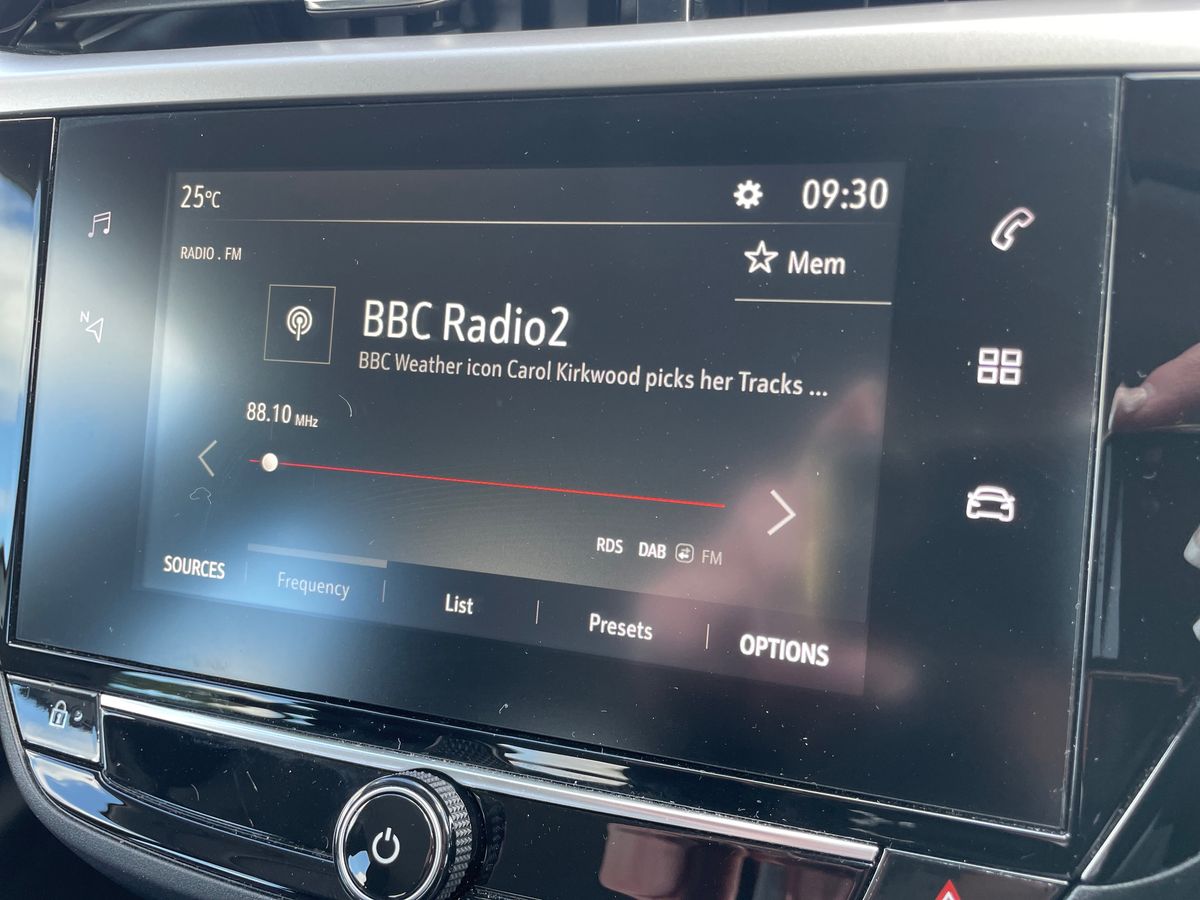 25°C
09:30
RADIO . FM
Mem
BBC Radio2
BBC Weather icon Carol Kirkwood picks her Tracks ...
88.10 MHz
N
RDS DAB FM
SOURCES
Frequency
List
Presets
OPTIONS